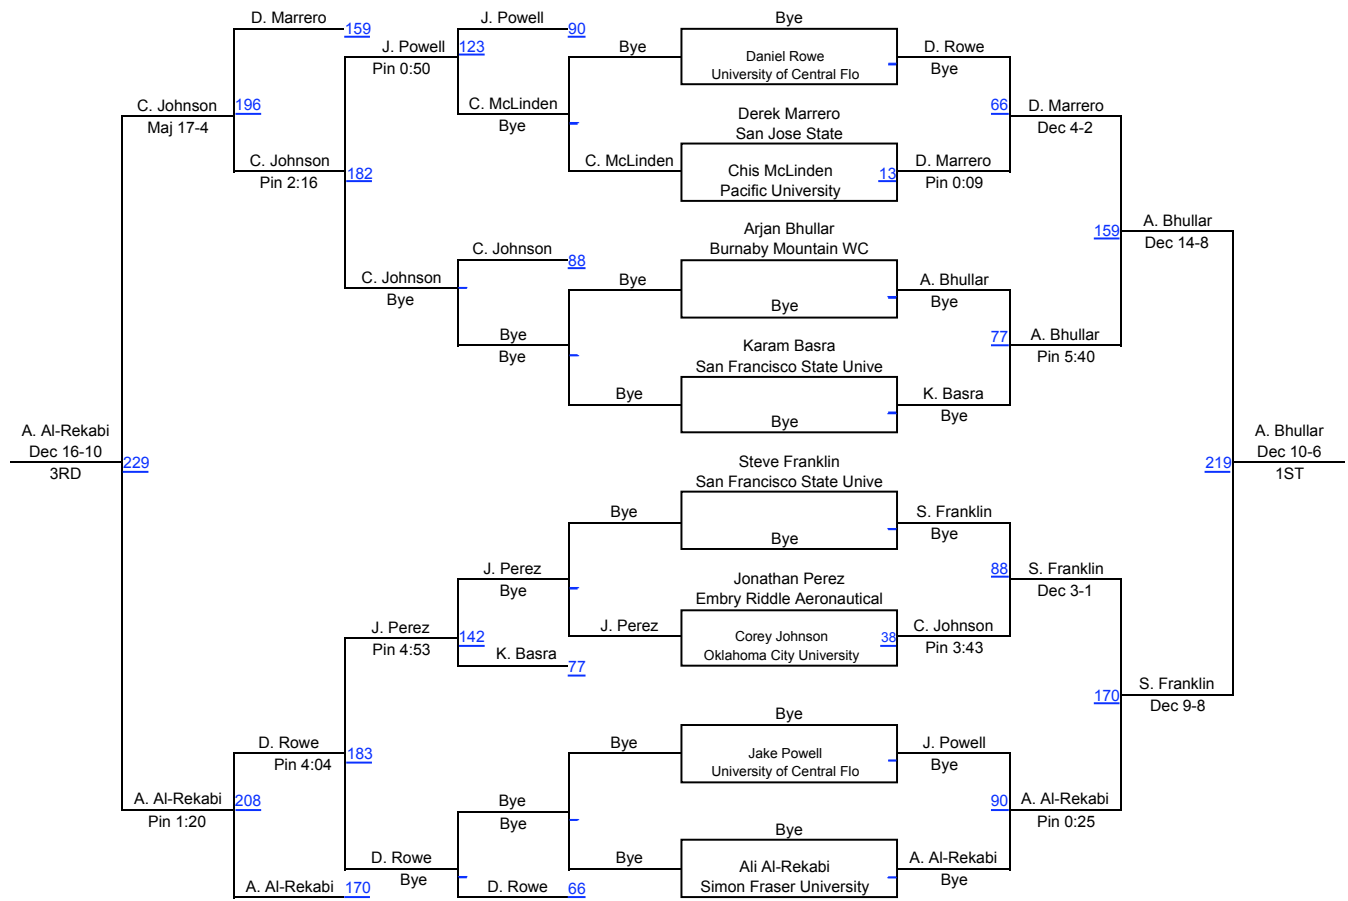 D. Marrero
159
J. Powell
90
Bye
J. Powell
123
Pin 0:50
Bye
Daniel Rowe
University of Central Flo
D. Rowe
Bye
C. Johnson
196
Maj 17-4
C. McLinden
Bye
Derek Marrero
San Jose State
66
D. Marrero
Dec 4-2
C. Johnson
182
Pin 2:16
C. McLinden
Chis McLinden
Pacific University
13
D. Marrero
Pin 0:09
Arjan Bhullar
Burnaby Mountain WC
159
A. Bhullar
Dec 14-8
C. Johnson
88
C. Johnson
Bye
Bye
Bye
A. Bhullar
Bye
Bye
Bye
Karam Basra
San Francisco State Unive
77
A. Bhullar
Pin 5:40
Bye
Bye
K. Basra
Bye
A. Al-Rekabi
Dec 16-10
3RD
229
Steve Franklin
San Francisco State Unive
219
A. Bhullar
Dec 10-6
1ST
Bye
Bye
S. Franklin
Bye
J. Perez
Bye
Jonathan Perez
Embry Riddle Aeronautical
88
S. Franklin
Dec 3-1
J. Perez
142
Pin 4:53
J. Perez
Corey Johnson
Oklahoma City University
38
C. Johnson
Pin 3:43
K. Basra
77
170
S. Franklin
Dec 9-8
Bye
D. Rowe
183
Pin 4:04
Bye
Jake Powell
University of Central Flo
J. Powell
Bye
A. Al-Rekabi
208
Pin 1:20
Bye
Bye
90
A. Al-Rekabi
Pin 0:25
Bye
D. Rowe
Bye
Bye
Ali Al-Rekabi
Simon Fraser University
A. Al-Rekabi
Bye
A. Al-Rekabi
170
D. Rowe
66